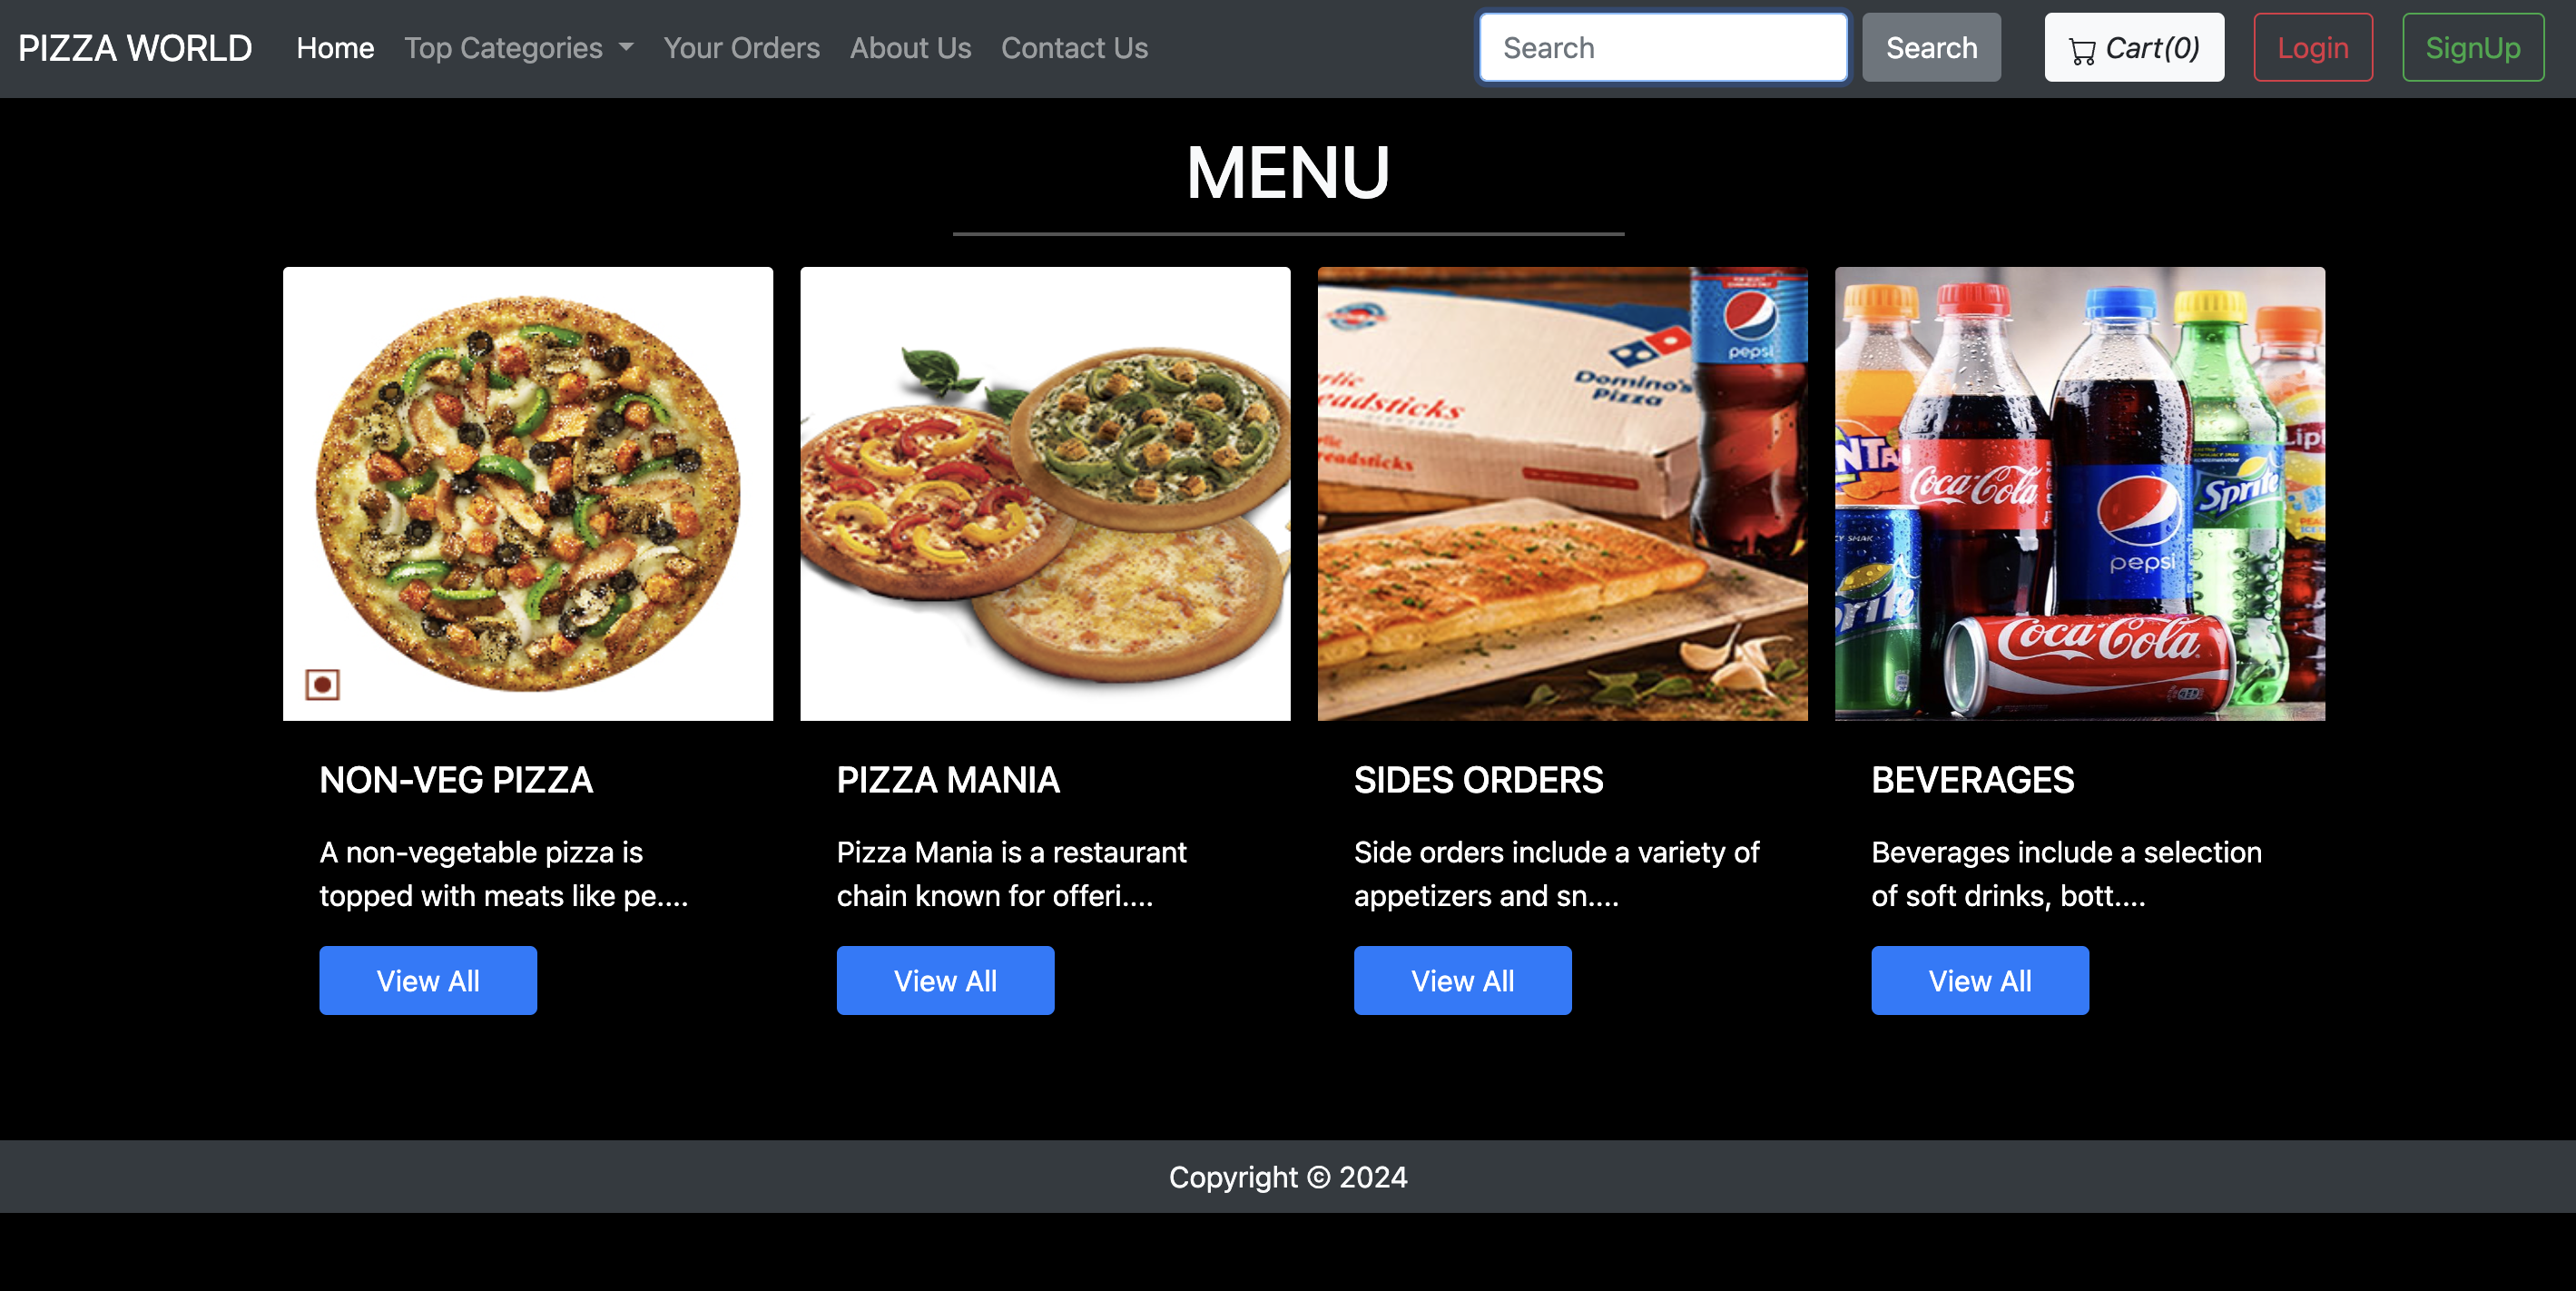 PIZZA WORLD Home Top Categories Your Orders About Us Contact Us Search Search Cart(0) Login SignUp
MENU
Domino's
Pizza
pepsi
Coca-Cola
pepsi
Sprite
Coca-Cola
NON-VEG PIZZA
A non-vegetable pizza is
topped with meats like pe....
View All
PIZZA MANIA
Pizza Mania is a restaurant
chain known for offeri....
View All
SIDES ORDERS
Side orders include a variety of
appetizers and sn....
View All
BEVERAGES
Beverages include a selection
of soft drinks, bott....
View All
Copyright © 2024